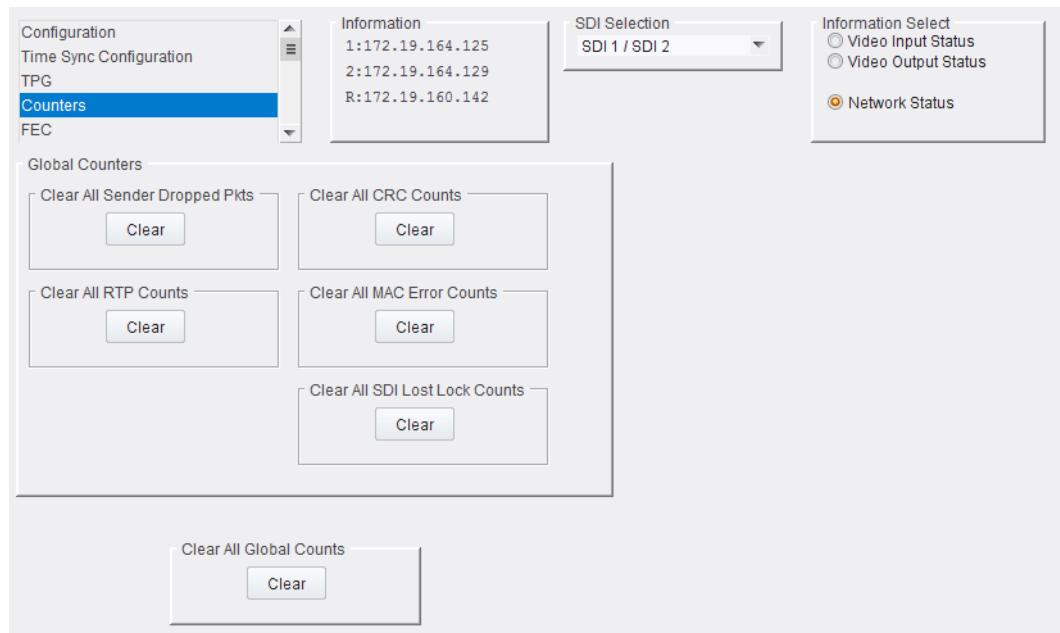 Configuration
Time Sync Configuration
TPG
Counters
FEC
Information
1:172.19.164.125
2:172.19.164.129
R:172.19.160.142
SDI Selection
SDI 1 / SDI 2
Information Select
Video Input Status
Video Output Status
Network Status
Global Counters
Clear All Sender Dropped Pkts
Clear
Clear All CRC Counts
Clear
Clear All RTP Counts
Clear
Clear All MAC Error Counts
Clear
Clear All SDI Lost Lock Counts
Clear
Clear All Global Counts
Clear